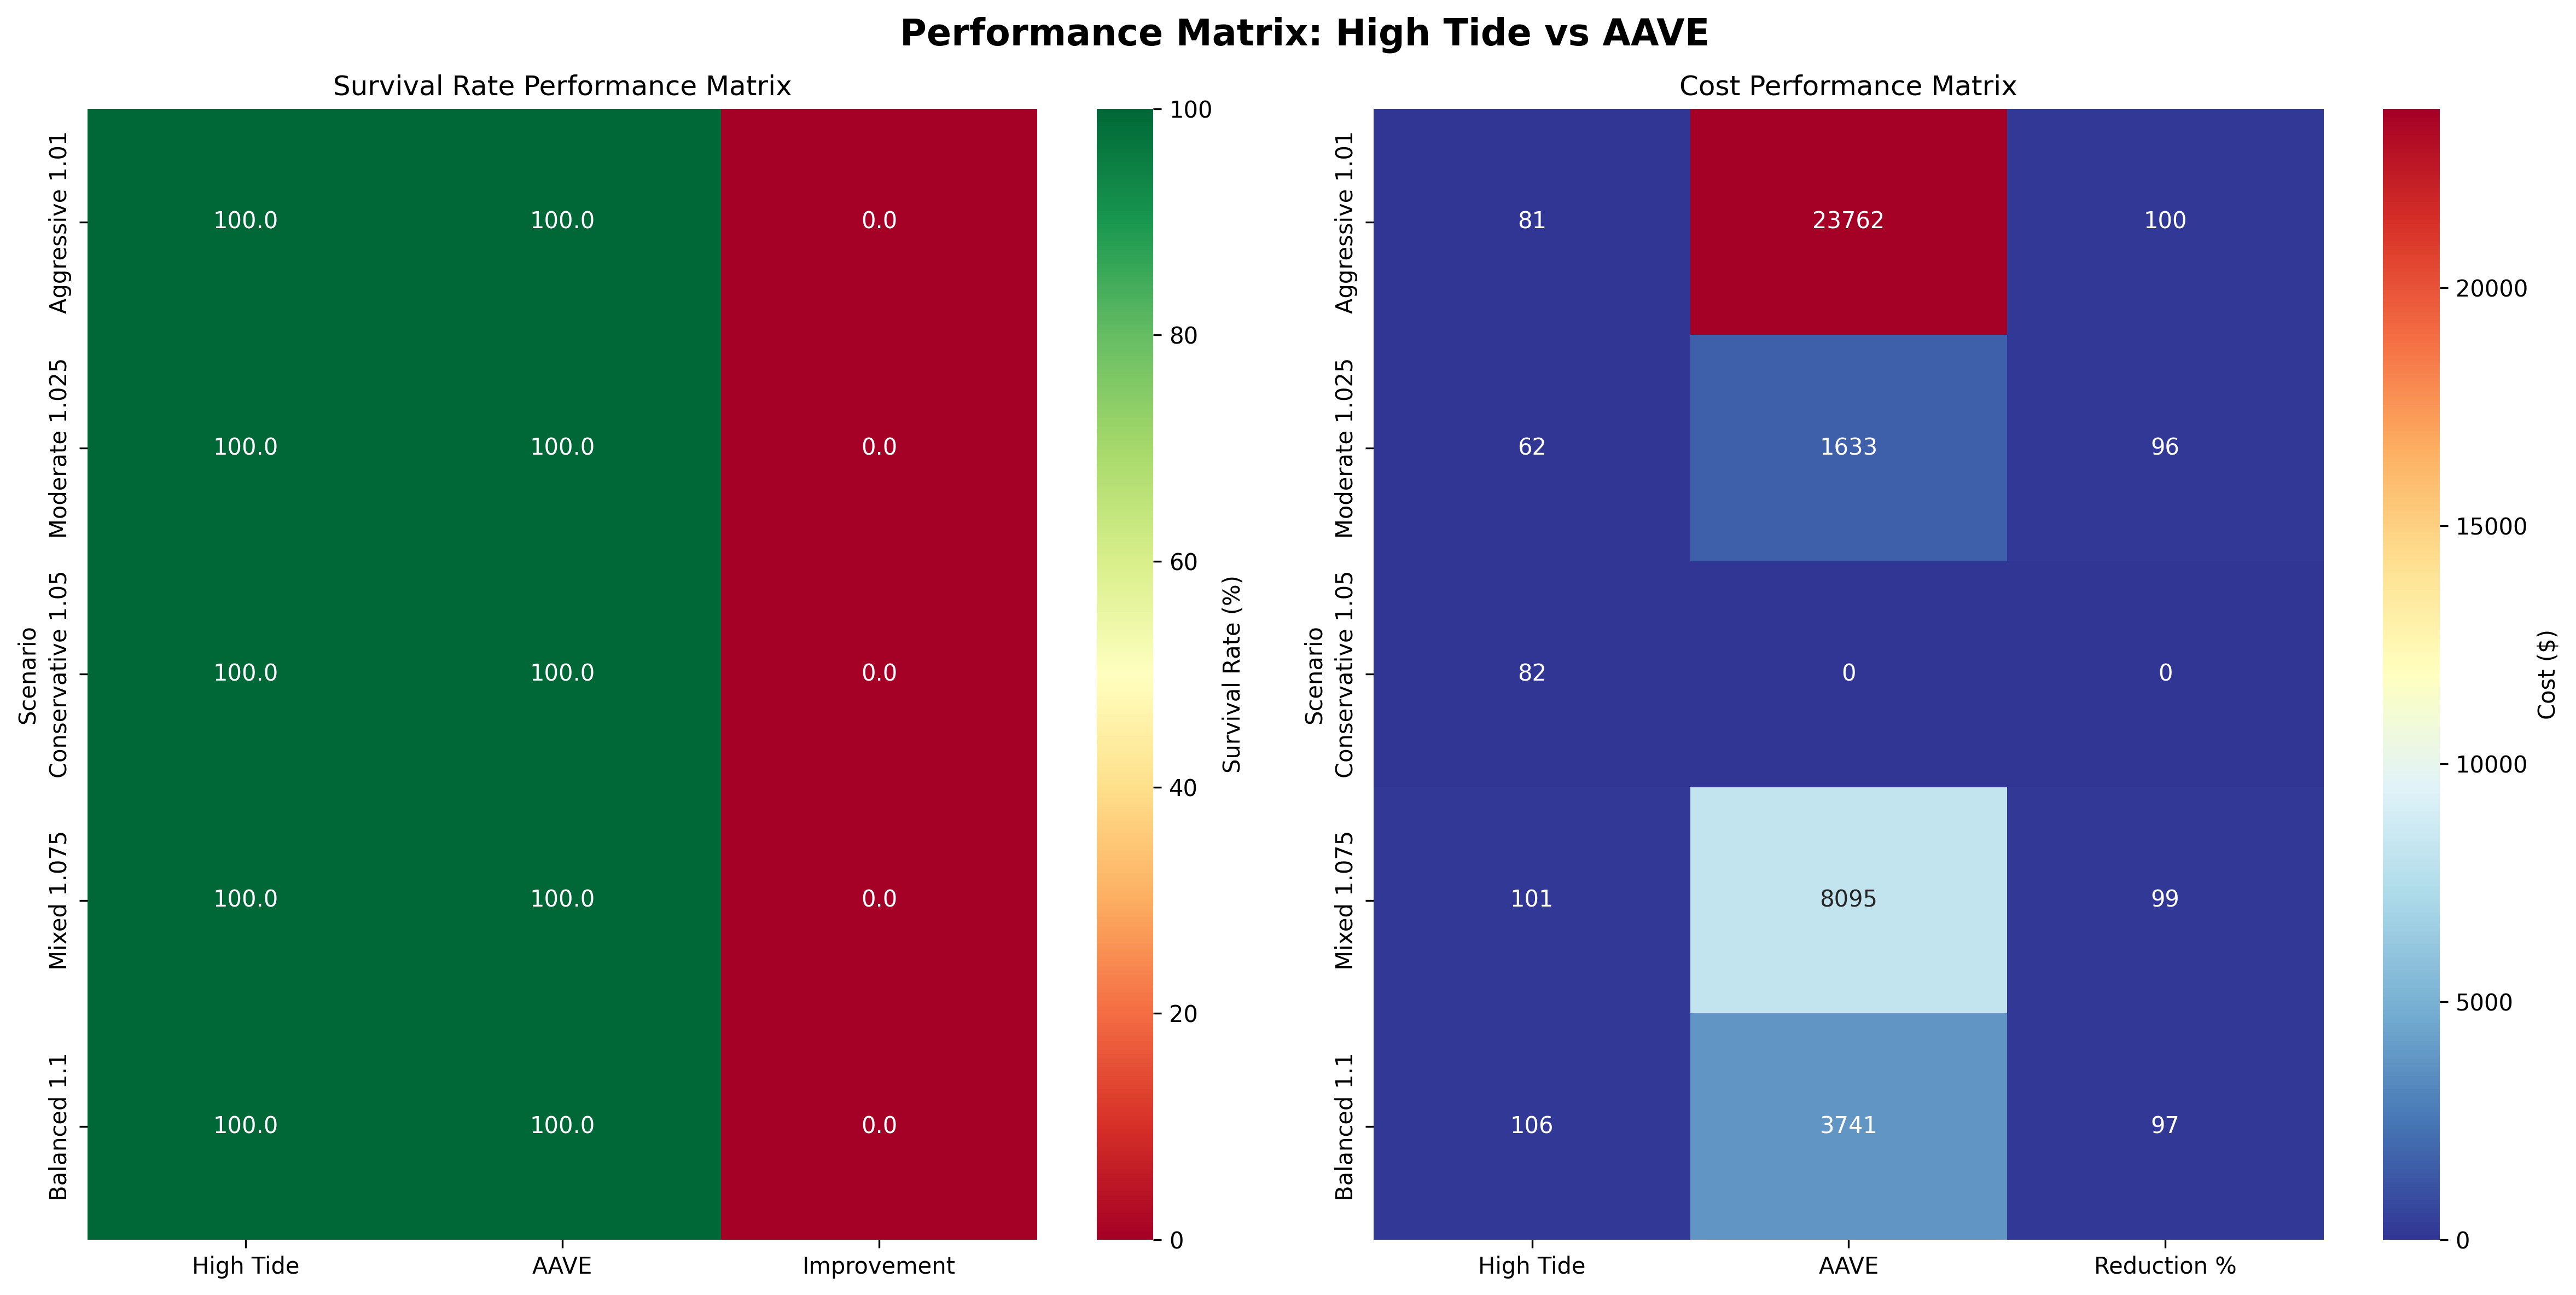 Performance Matrix: High Tide vs AAVE
Survival Rate Performance Matrix
Scenario
Aggressive 1.01
100.0 100.0 0.0
Moderate 1.025
100.0 100.0 0.0
Conservative 1.05
100.0 100.0 0.0
Mixed 1.075
100.0 100.0 0.0
Balanced 1.1
100.0 100.0 0.0
High Tide AAVE Improvement
100
80
60
40
20
0
Survival Rate (%)
Cost Performance Matrix
Scenario
Aggressive 1.01
81 23762 100
Moderate 1.025
62 1633 96
Conservative 1.05
82 0 0
Mixed 1.075
101 8095 99
Balanced 1.1
106 3741 97
High Tide AAVE Reduction %
20000
15000
10000
5000
0
Cost ($)